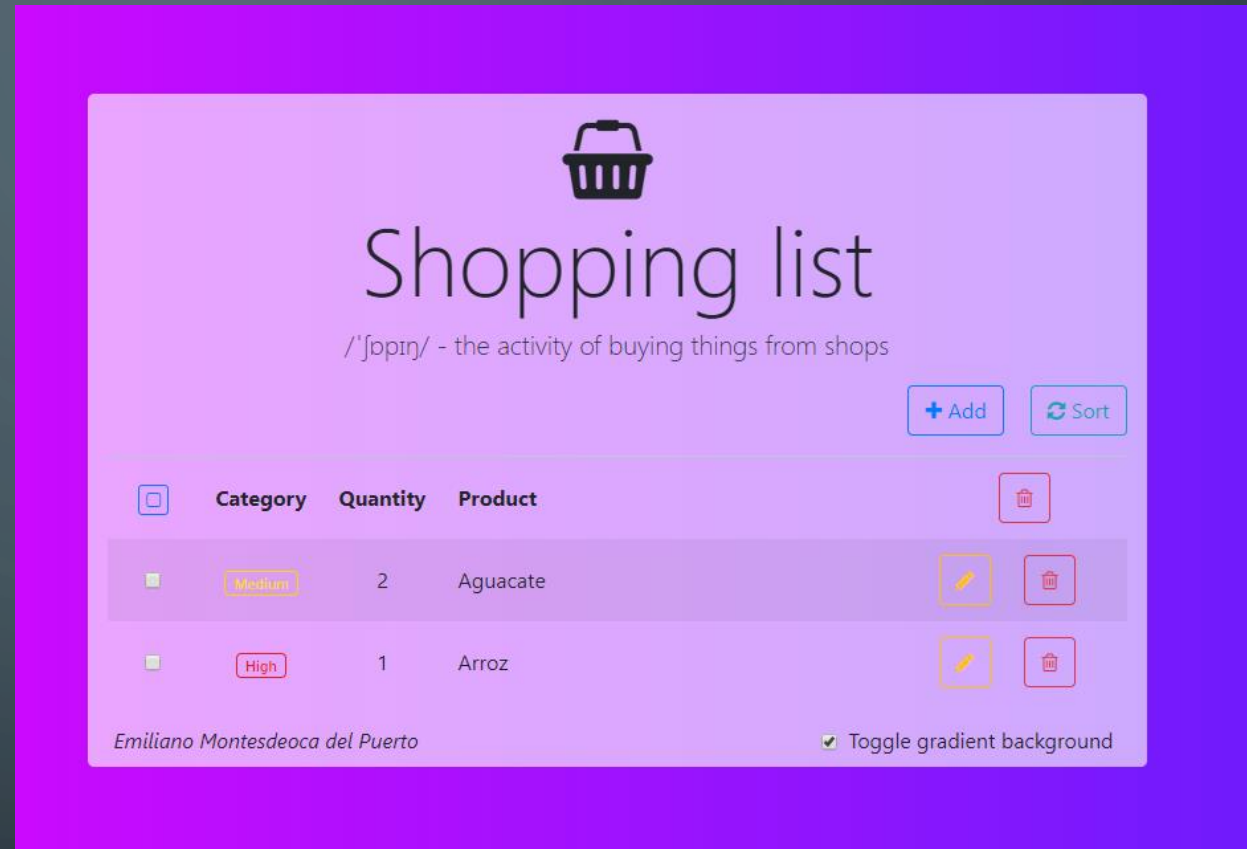 Shopping list
/ˈʃɒpɪŋ/ - the activity of buying things from shops
Add Sort
Category Quantity Product
Medium 2 Aguacate
High 1 Arroz
Emiliano Montesdeoca del Puerto Toggle gradient background